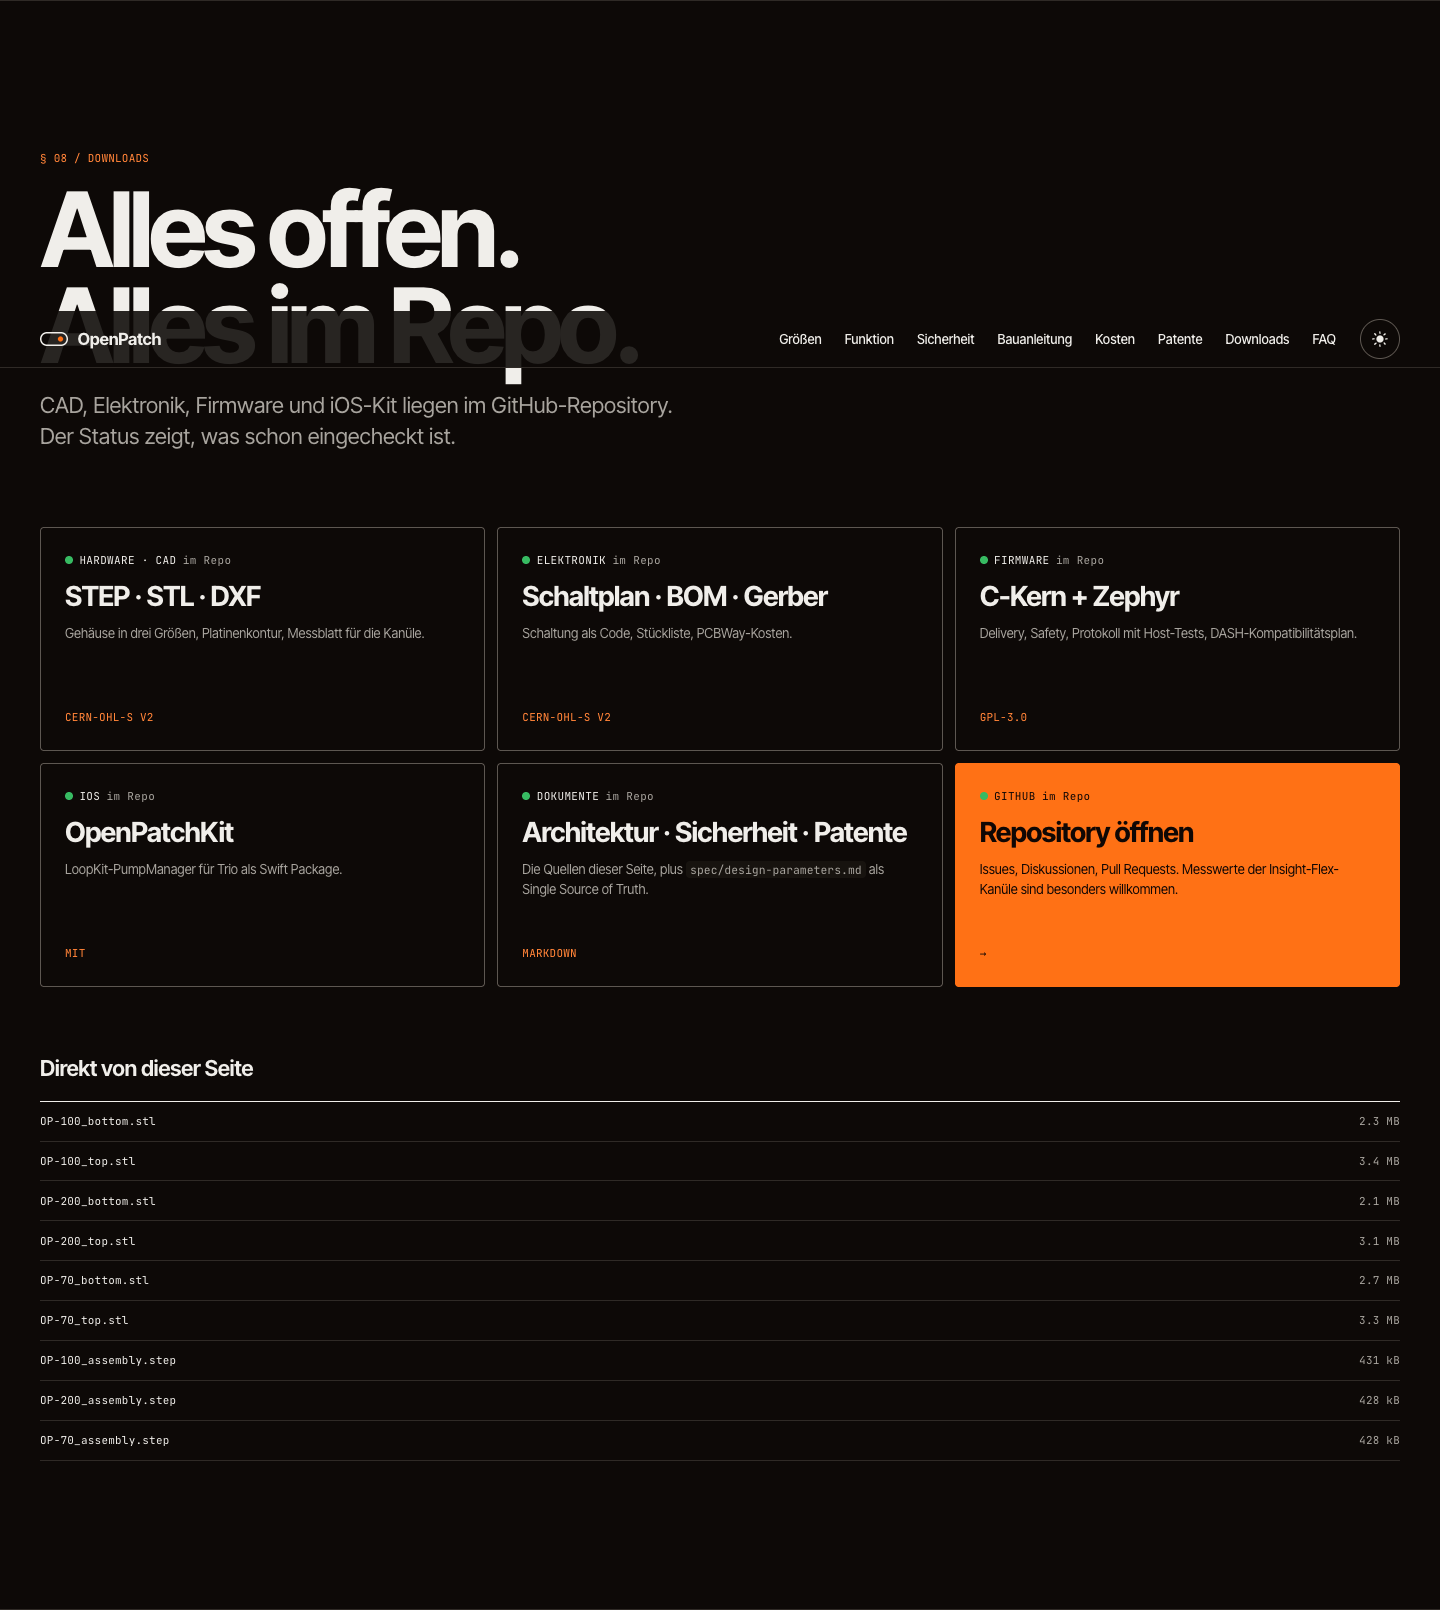 § 08 / DOWNLOADS
Alles offen.
Alles im Repo.
OpenPatch
Größen Funktion Sicherheit Bauanleitung Kosten Patente Downloads FAQ
CAD, Elektronik, Firmware und iOS-Kit liegen im GitHub-Repository.
Der Status zeigt, was schon eingecheckt ist.
HARDWARE · CAD im Repo
STEP · STL · DXF
Gehäuse in drei Größen, Platinenkontur, Messblatt für die Kanüle.
CERN-OHL-S V2
ELEKTRONIK im Repo
Schaltplan · BOM · Gerber
Schaltung als Code, Stückliste, PCBWay-Kosten.
CERN-OHL-S V2
FIRMWARE im Repo
C-Kern + Zephyr
Delivery, Safety, Protokoll mit Host-Tests, DASH-Kompatibilitätsplan.
GPL-3.0
IOS im Repo
OpenPatchKit
LoopKit-PumpManager für Trio als Swift Package.
MIT
DOKUMENTE im Repo
Architektur · Sicherheit · Patente
Die Quellen dieser Seite, plus spec/design-parameters.md als
Single Source of Truth.
MARKDOWN
GITHUB im Repo
Repository öffnen
Issues, Diskussionen, Pull Requests. Messwerte der Insight-Flex-
Kanüle sind besonders willkommen.
→
Direkt von dieser Seite
OP-100_bottom.stl 2.3 MB
OP-100_top.stl 3.4 MB
OP-200_bottom.stl 2.1 MB
OP-200_top.stl 3.1 MB
OP-70_bottom.stl 2.7 MB
OP-70_top.stl 3.3 MB
OP-100_assembly.step 431 kB
OP-200_assembly.step 428 kB
OP-70_assembly.step 428 kB